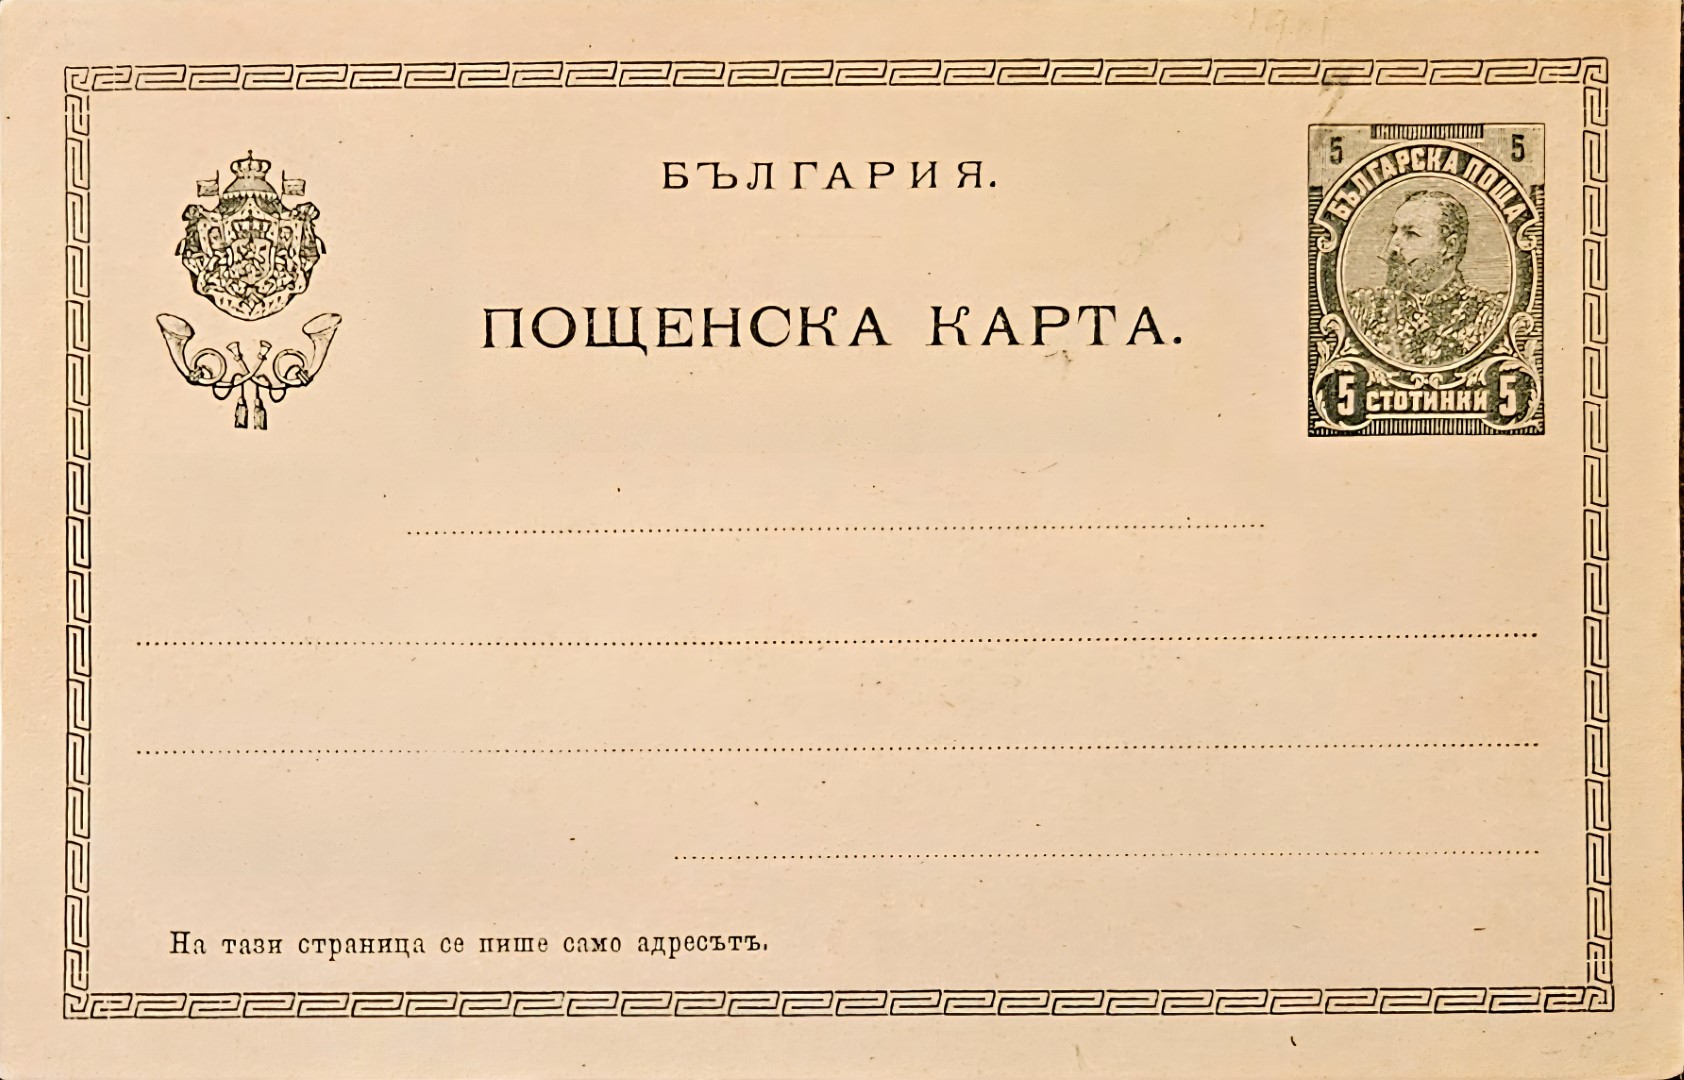 БЪЛГАРИЯ.
5 5
БЪЛГАРСКА ПОЩА
ПОЩЕНСКА КАРТА.
5 СТОТИНКИ 5
На тази страница се пише само адресътъ.